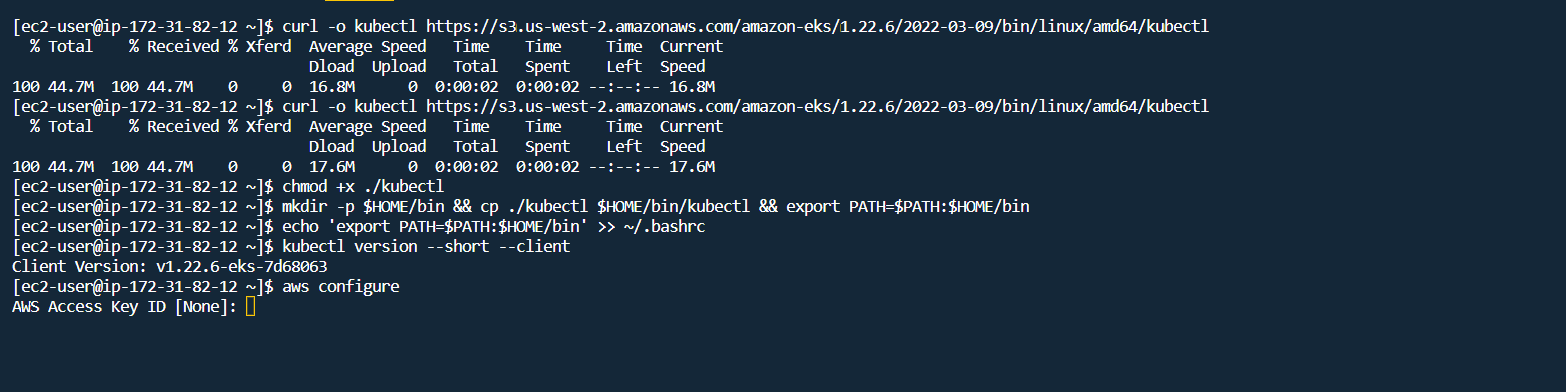 [ec2-user@ip-172-31-82-12 ~]$ curl -o kubectl https://s3.us-west-2.amazonaws.com/amazon-eks/1.22.6/2022-03-09/bin/linux/amd64/kubectl
  % Total    % Received % Xferd  Average Speed   Time    Time     Time  Current
                                 Dload  Upload   Total   Spent    Left  Speed
100 44.7M  100 44.7M    0     0  16.8M      0  0:00:02  0:00:02 --:--:-- 16.8M
[ec2-user@ip-172-31-82-12 ~]$ curl -o kubectl https://s3.us-west-2.amazonaws.com/amazon-eks/1.22.6/2022-03-09/bin/linux/amd64/kubectl
  % Total    % Received % Xferd  Average Speed   Time    Time     Time  Current
                                 Dload  Upload   Total   Spent    Left  Speed
100 44.7M  100 44.7M    0     0  17.6M      0  0:00:02  0:00:02 --:--:-- 17.6M
[ec2-user@ip-172-31-82-12 ~]$ chmod +x ./kubectl
[ec2-user@ip-172-31-82-12 ~]$ mkdir -p $HOME/bin && cp ./kubectl $HOME/bin/kubectl && export PATH=$PATH:$HOME/bin
[ec2-user@ip-172-31-82-12 ~]$ echo 'export PATH=$PATH:$HOME/bin' >> ~/.bashrc
[ec2-user@ip-172-31-82-12 ~]$ kubectl version --short --client
Client Version: v1.22.6-eks-7d68063
[ec2-user@ip-172-31-82-12 ~]$ aws configure
AWS Access Key ID [None]: